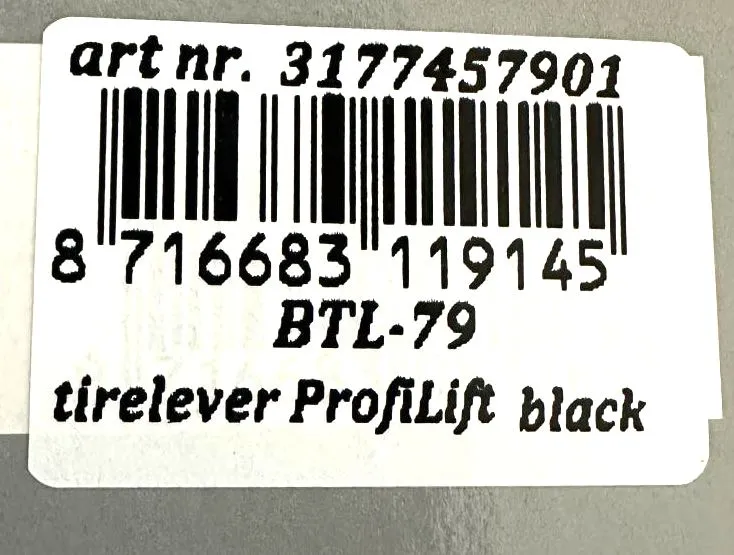 art nr. 3177457901
8 716683 119145
BTL-79
tirelever ProfiLift black